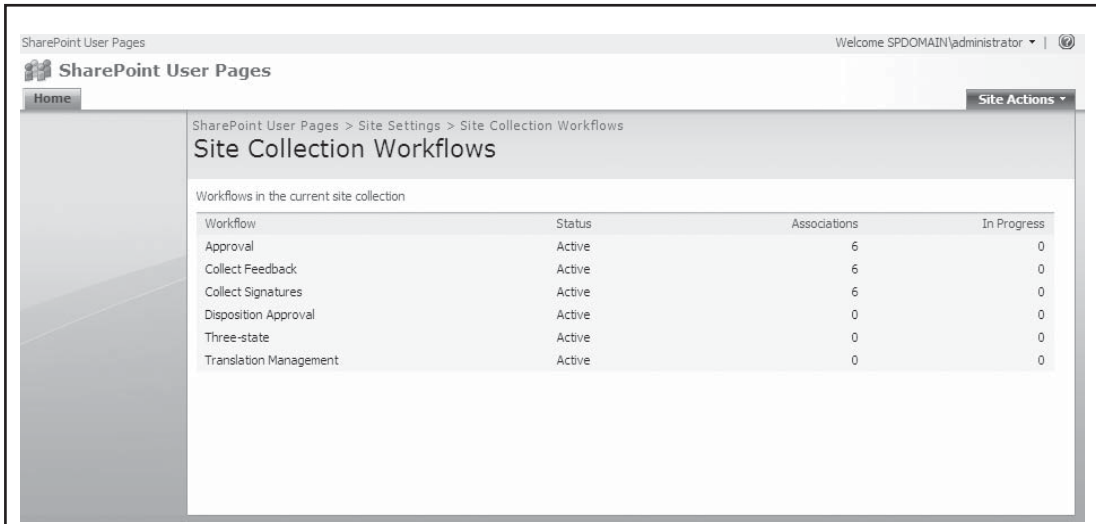 SharePoint User Pages
Welcome SPDOMAIN\administrator |
SharePoint User Pages
Home
Site Actions
SharePoint User Pages > Site Settings > Site Collection Workflows
Site Collection Workflows
Workflows in the current site collection
Workflow Status Associations In Progress
Approval Active 6 0
Collect Feedback Active 6 0
Collect Signatures Active 6 0
Disposition Approval Active 0 0
Three-state Active 0 0
Translation Management Active 0 0